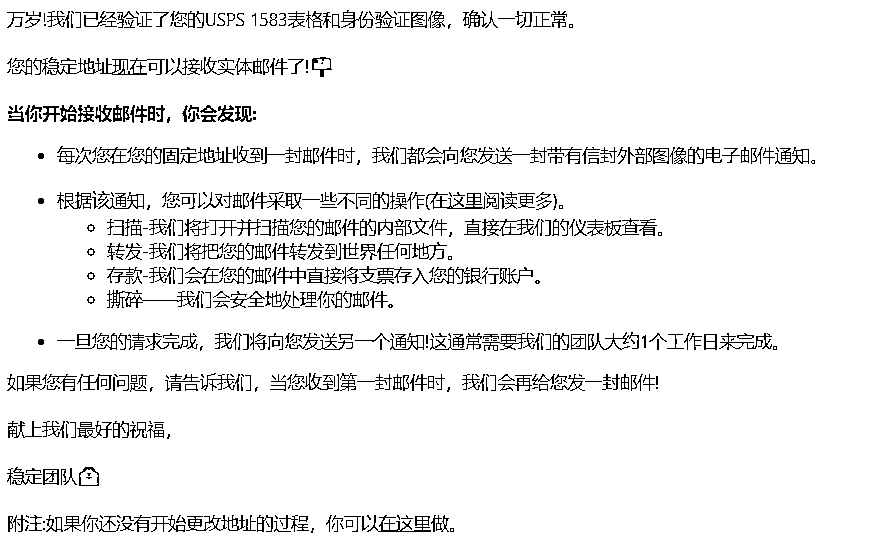 万岁!我们已经验证了您的USPS 1583表格和身份验证图像，确认一切正常。
您的稳定地址现在可以接收实体邮件了!
当你开始接收邮件时，你会发现:
每次您在您的固定地址收到一封邮件时，我们都会向您发送一封带有信封外部图像的电子邮件通知。
根据该通知，您可以对邮件采取一些不同的操作(在这里阅读更多)。
扫描-我们将打开并扫描您的邮件的内部文件，直接在我们的仪表板查看。
转发-我们将把您的邮件转发到世界任何地方。
存款-我们会在您的邮件中直接将支票存入您的银行账户。
撕碎——我们会安全地处理你的邮件。
一旦您的请求完成，我们将向您发送另一个通知!这通常需要我们的团队大约1个工作日来完成。
如果您有任何问题，请告诉我们，当您收到第一封邮件时，我们会再给您发一封邮件!
献上我们最好的祝福，
稳定团队
附注:如果你还没有开始更改地址的过程，你可以在这里做。